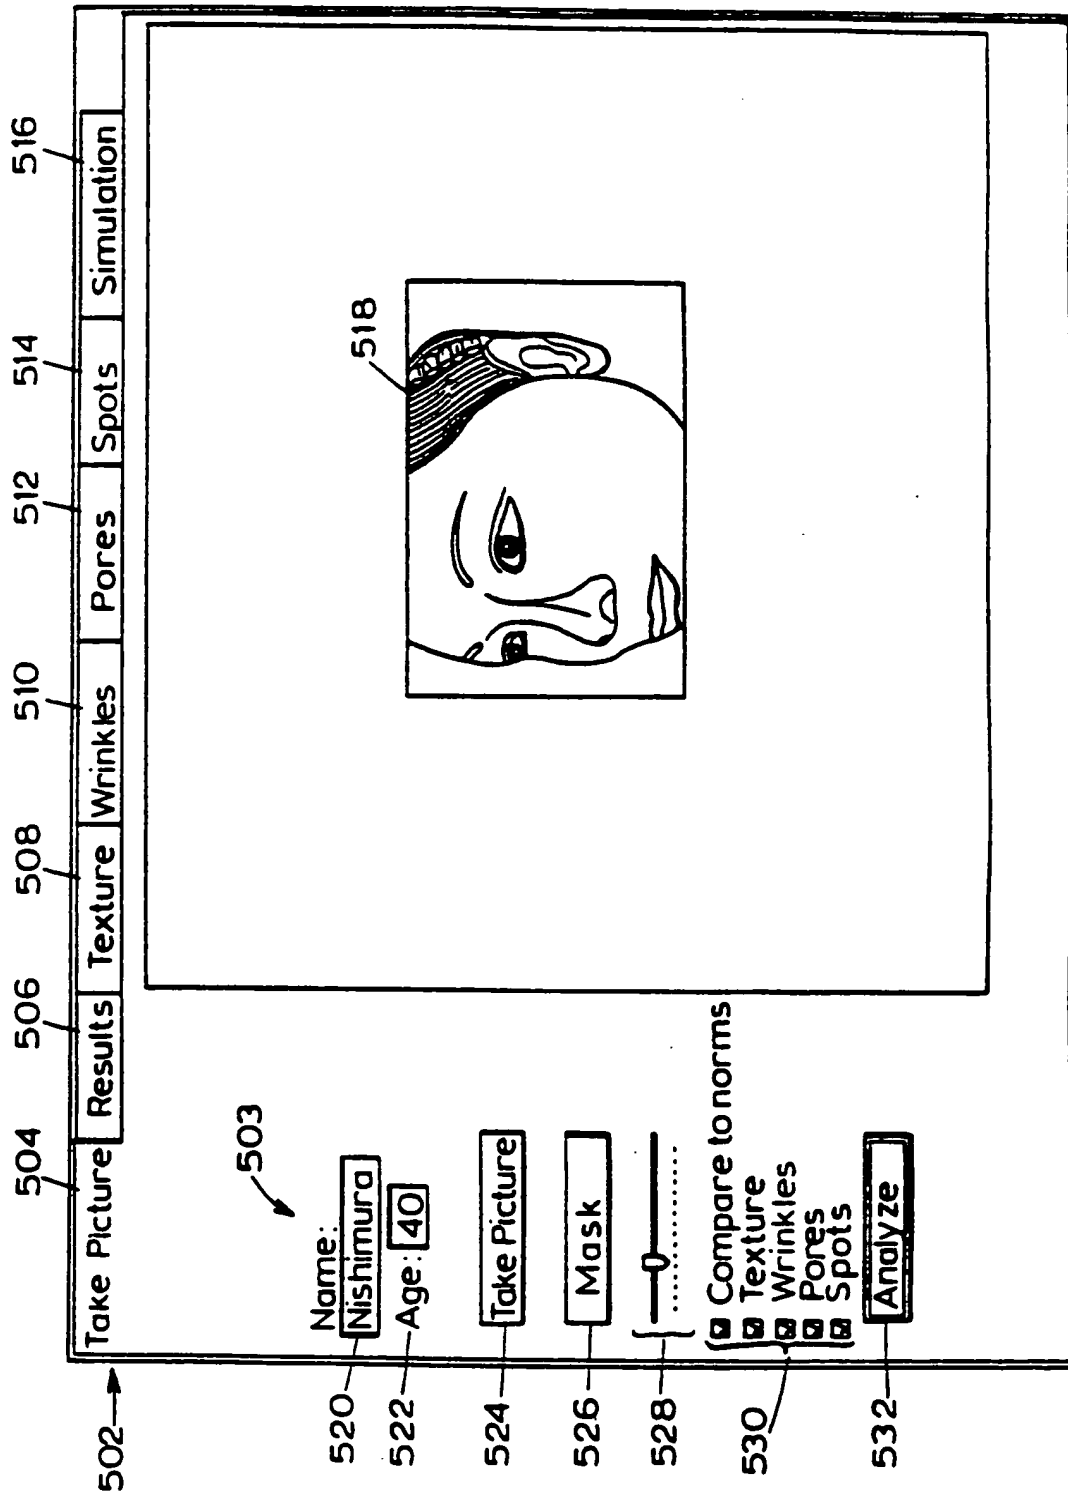 504 506 508 510 512 514 516
Take Picture Results Texture Wrinkles Pores Spots Simulation
502
503
518
Name:
520 Nishimura
522 Age: 40
524 Take Picture
526 Mask
528
530
Compare to norms
Texture
Wrinkles
Pores
Spots
532 Analyze